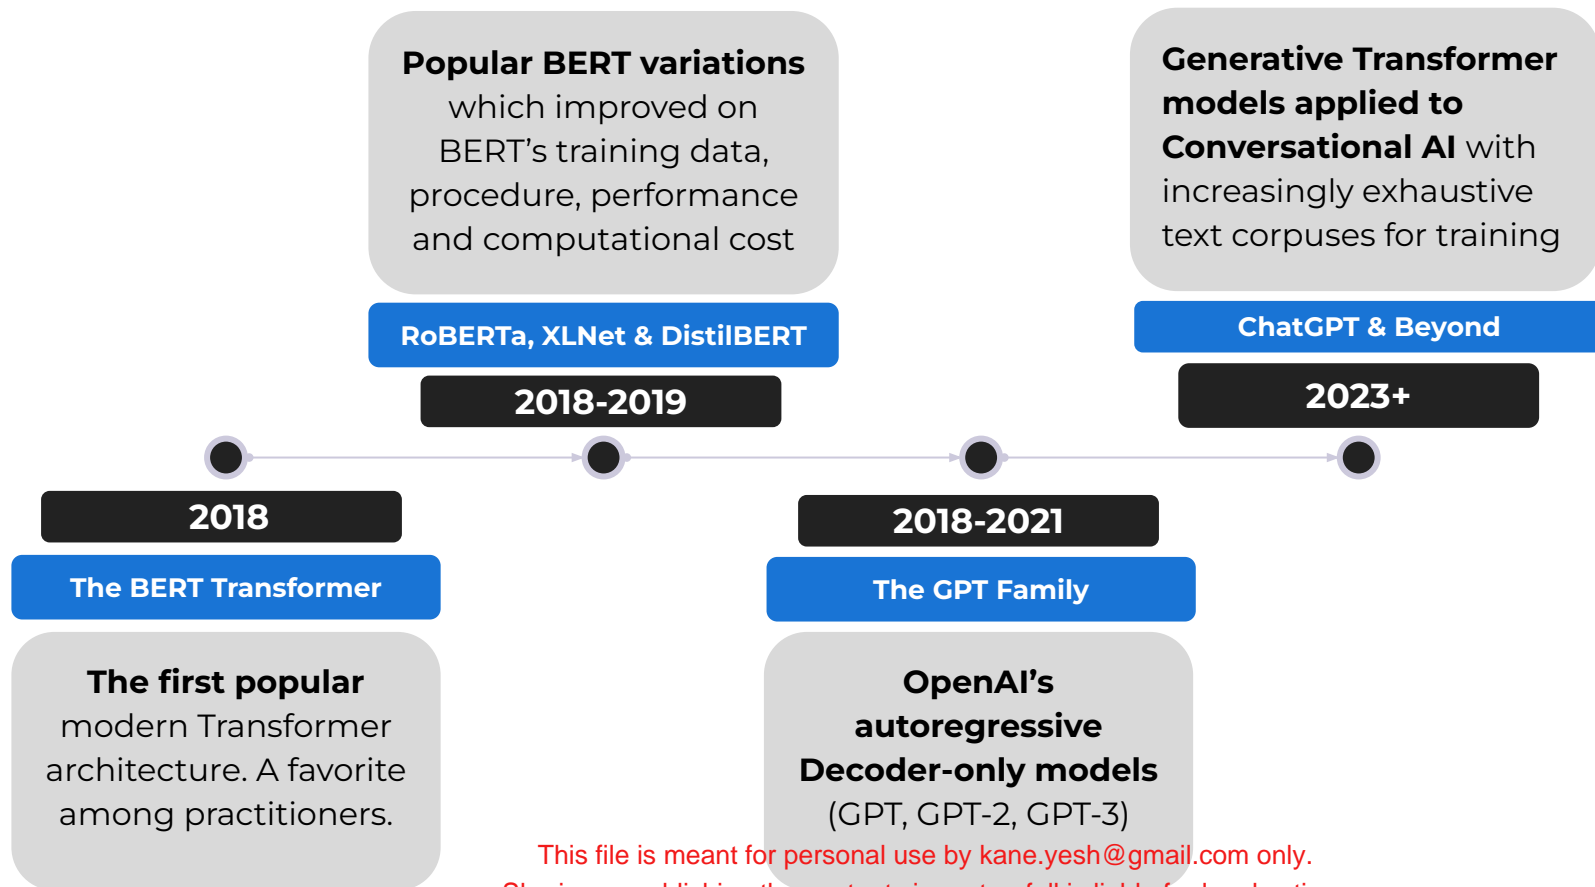 Popular BERT variations
which improved on
BERT's training data,
procedure, performance
and computational cost
RoBERTa, XLNet & DistilBERT
2018-2019
Generative Transformer
models applied to
Conversational AI with
increasingly exhaustive
text corpuses for training
ChatGPT & Beyond
2023+
2018
The BERT Transformer
The first popular
modern Transformer
architecture. A favorite
among practitioners.
2018-2021
The GPT Family
OpenAI's
autoregressive
Decoder-only models
(GPT, GPT-2, GPT-3)
This file is meant for personal use by kane.yesh@gmail.com only.